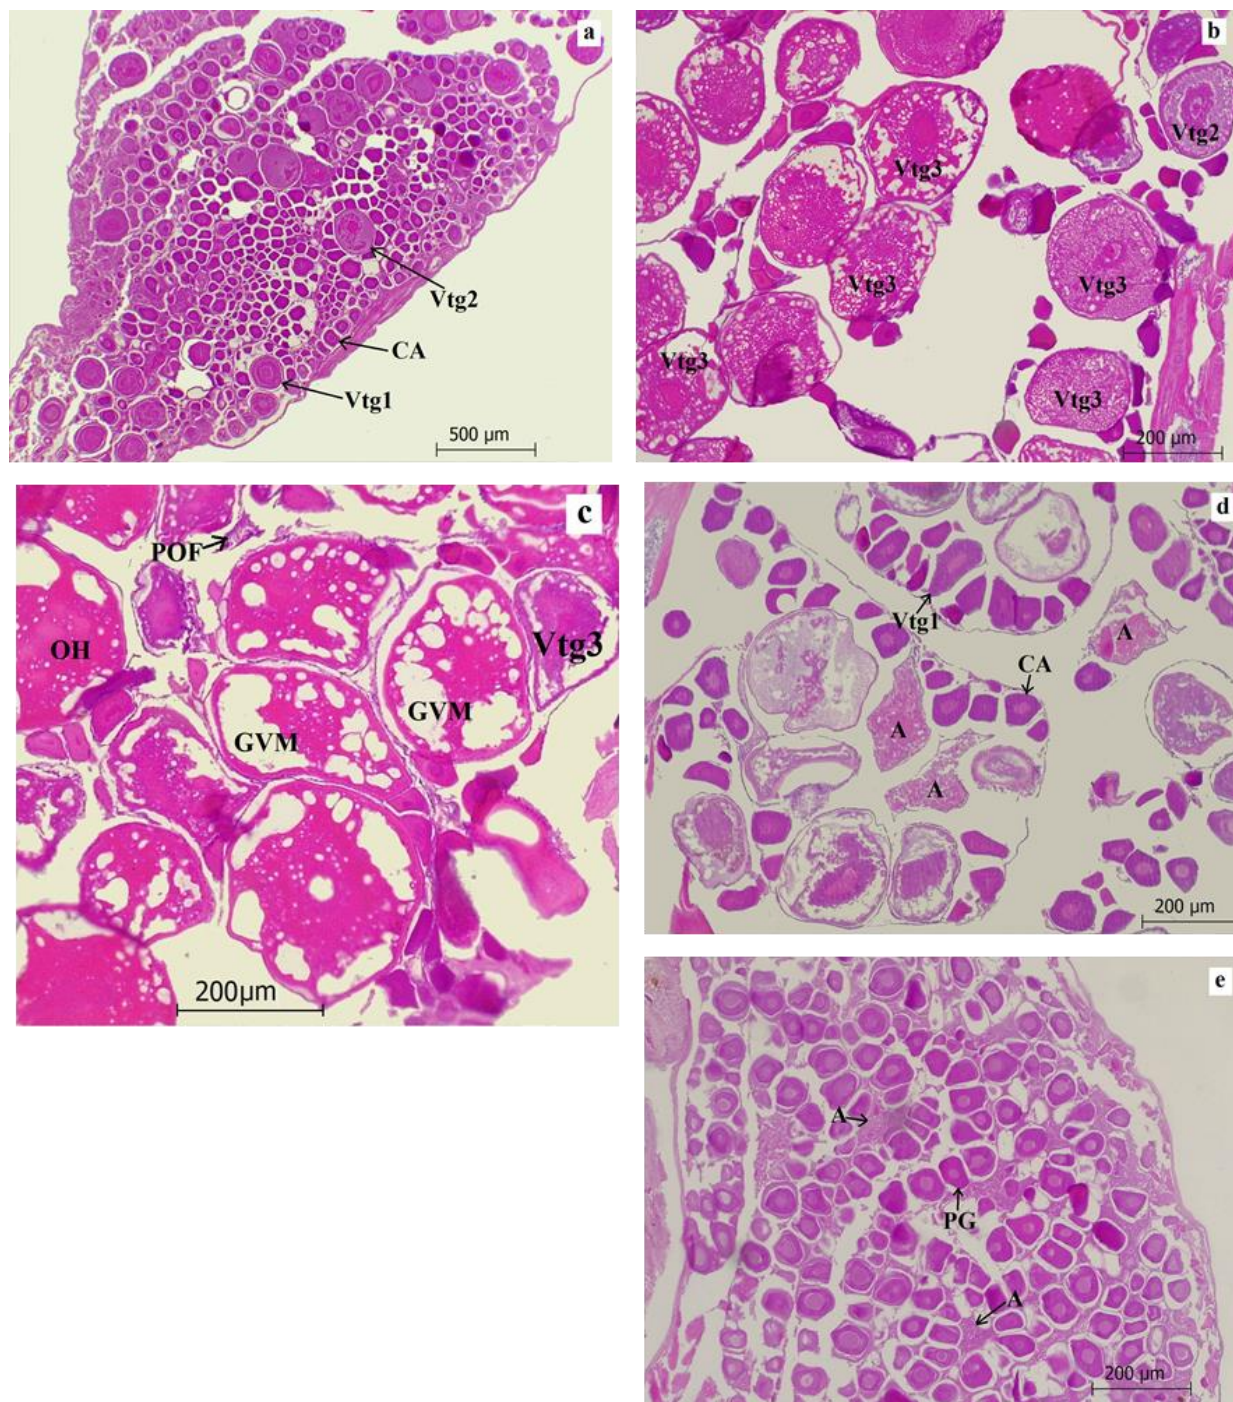 a
Vtg2
CA
Vtg1
500 µm
b
Vtg2
Vtg3
Vtg3
Vtg3
Vtg3
Vtg3
200 µm
c
POF
OH
Vtg3
GVM
GVM
200µm
d
Vtg1
A
CA
A
A
200 µm
e
A
PG
A
200 µm